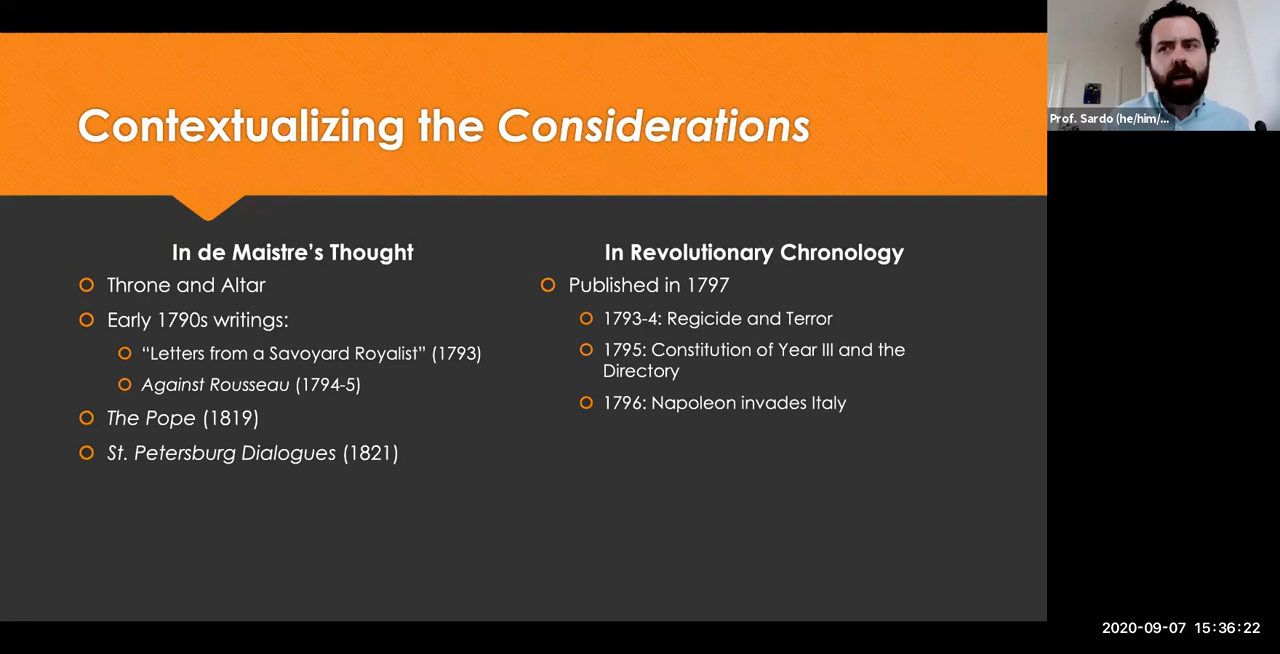 Contextualizing the Considerations
In de Maistre’s Thought
Throne and Altar
Early 1790s writings:
“Letters from a Savoyard Royalist” (1793)
Against Rousseau (1794-5)
The Pope (1819)
St. Petersburg Dialogues (1821)
In Revolutionary Chronology
Published in 1797
1793-4: Regicide and Terror
1795: Constitution of Year III and the
Directory
1796: Napoleon invades Italy
Prof. Sardo (he/him/...
2020-09-07 15:36:22